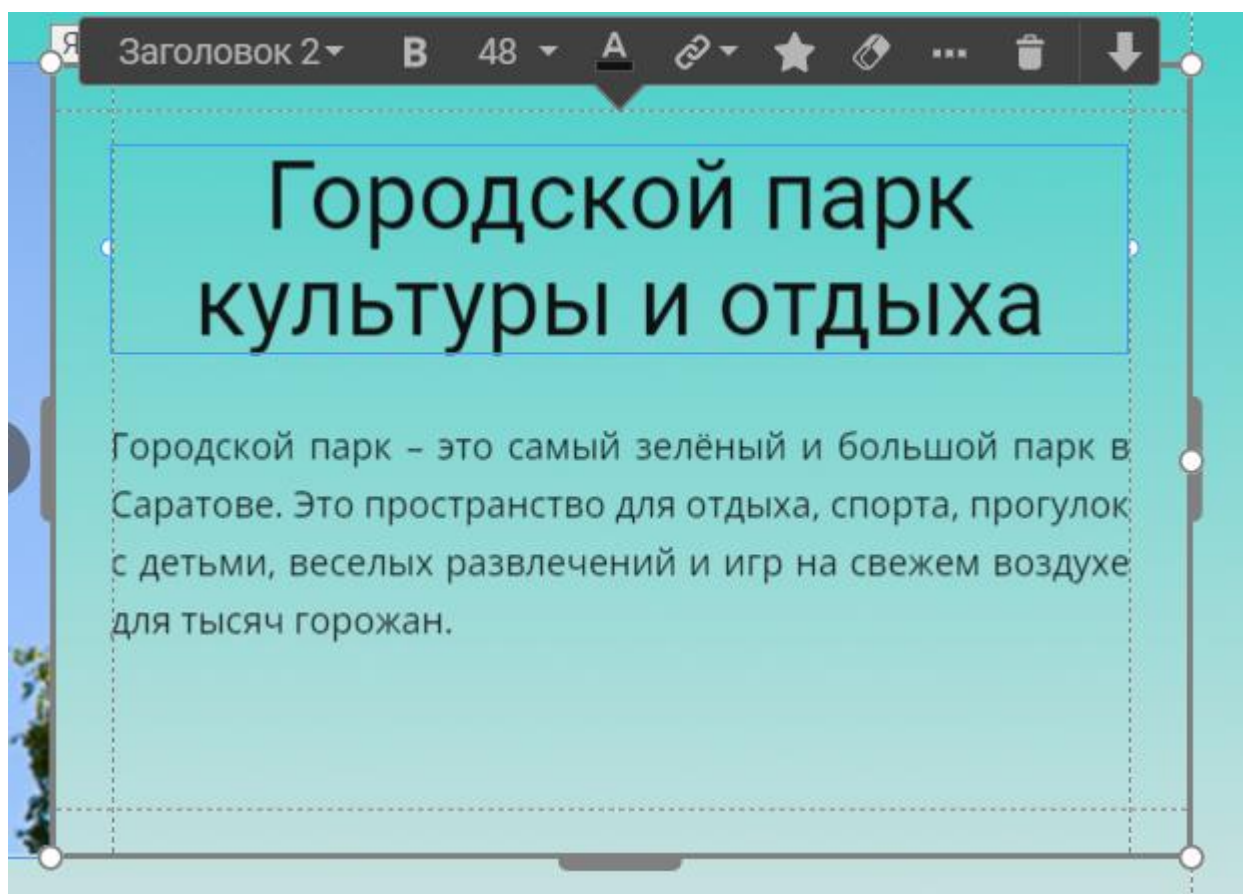 Я
Заголовок 2
B
48
A
Городской парк
культуры и отдыха
Городской парк – это самый зелёный и большой парк в
Саратове. Это пространство для отдыха, спорта, прогулок
с детьми, веселых развлечений и игр на свежем воздухе
для тысяч горожан.